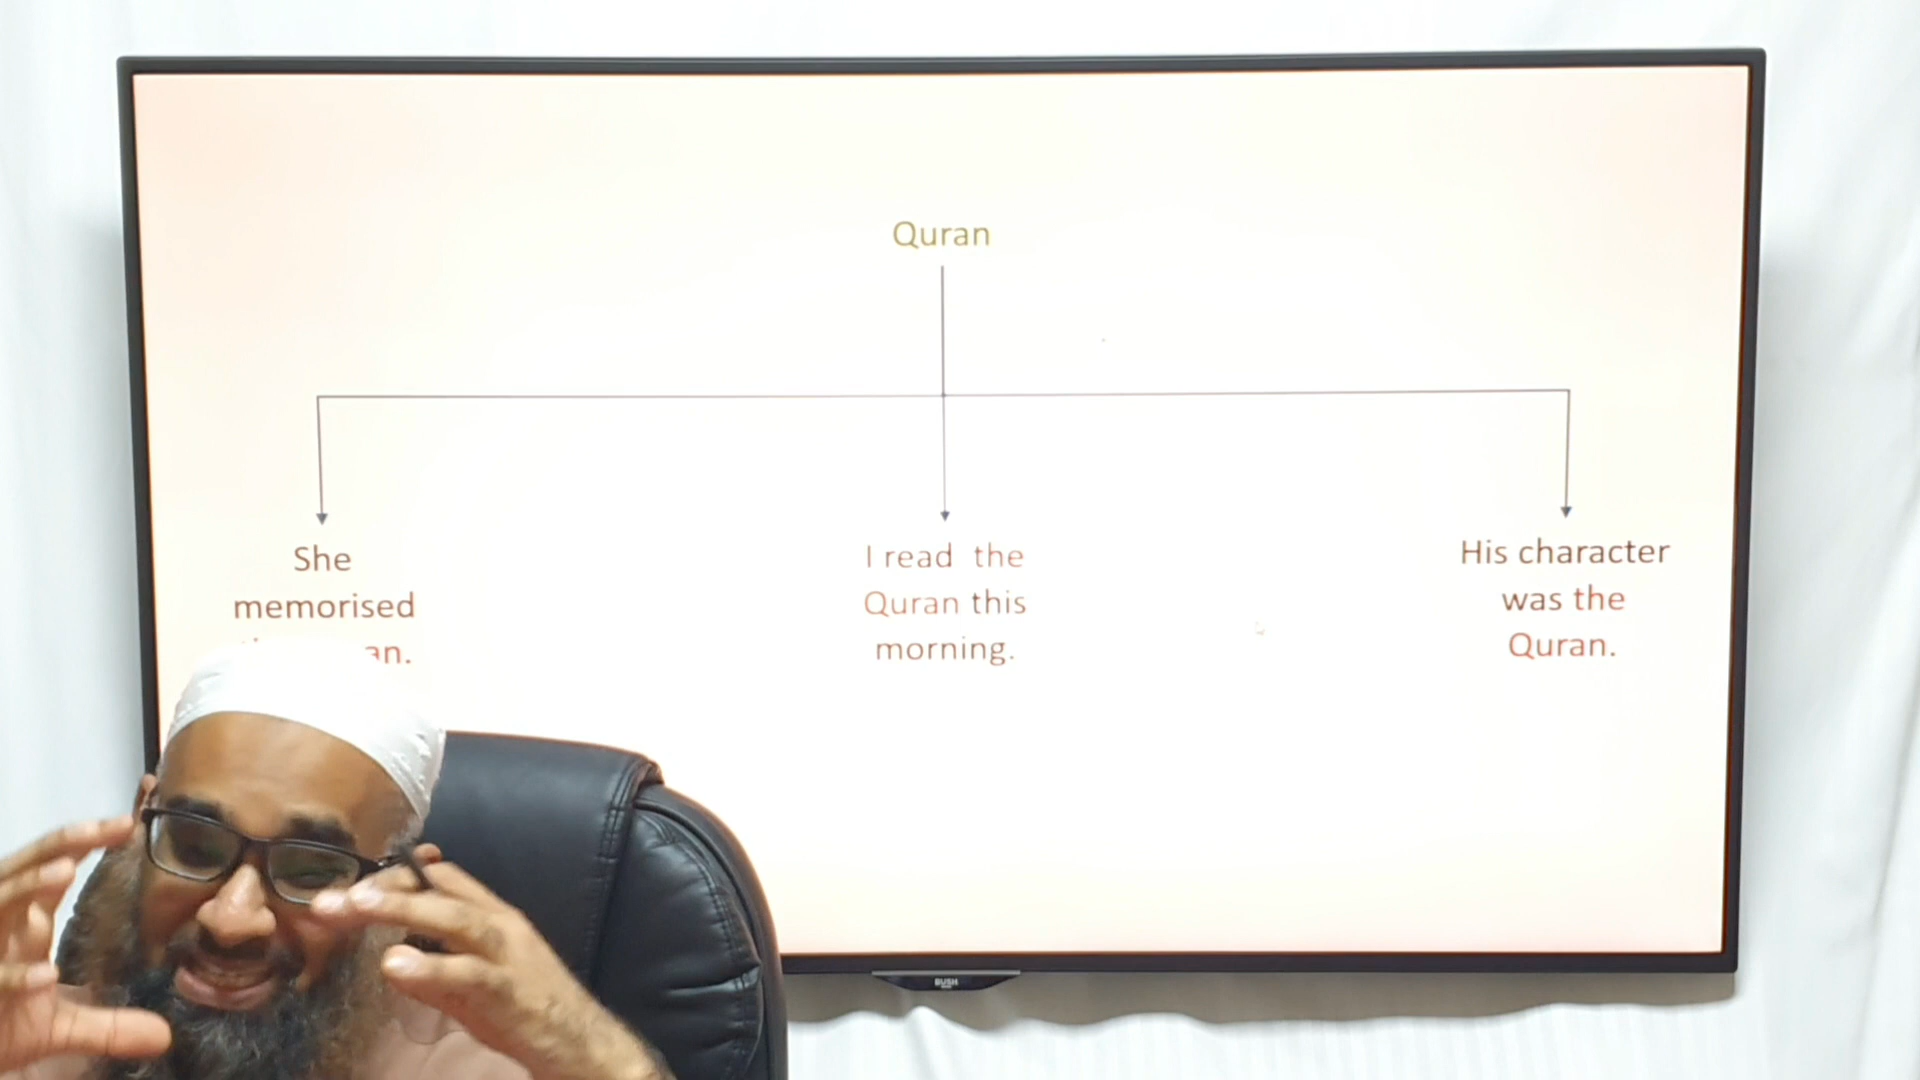 Quran
She
memorised
an.
I read the
Quran this
morning.
His character
was the
Quran.
BUSH